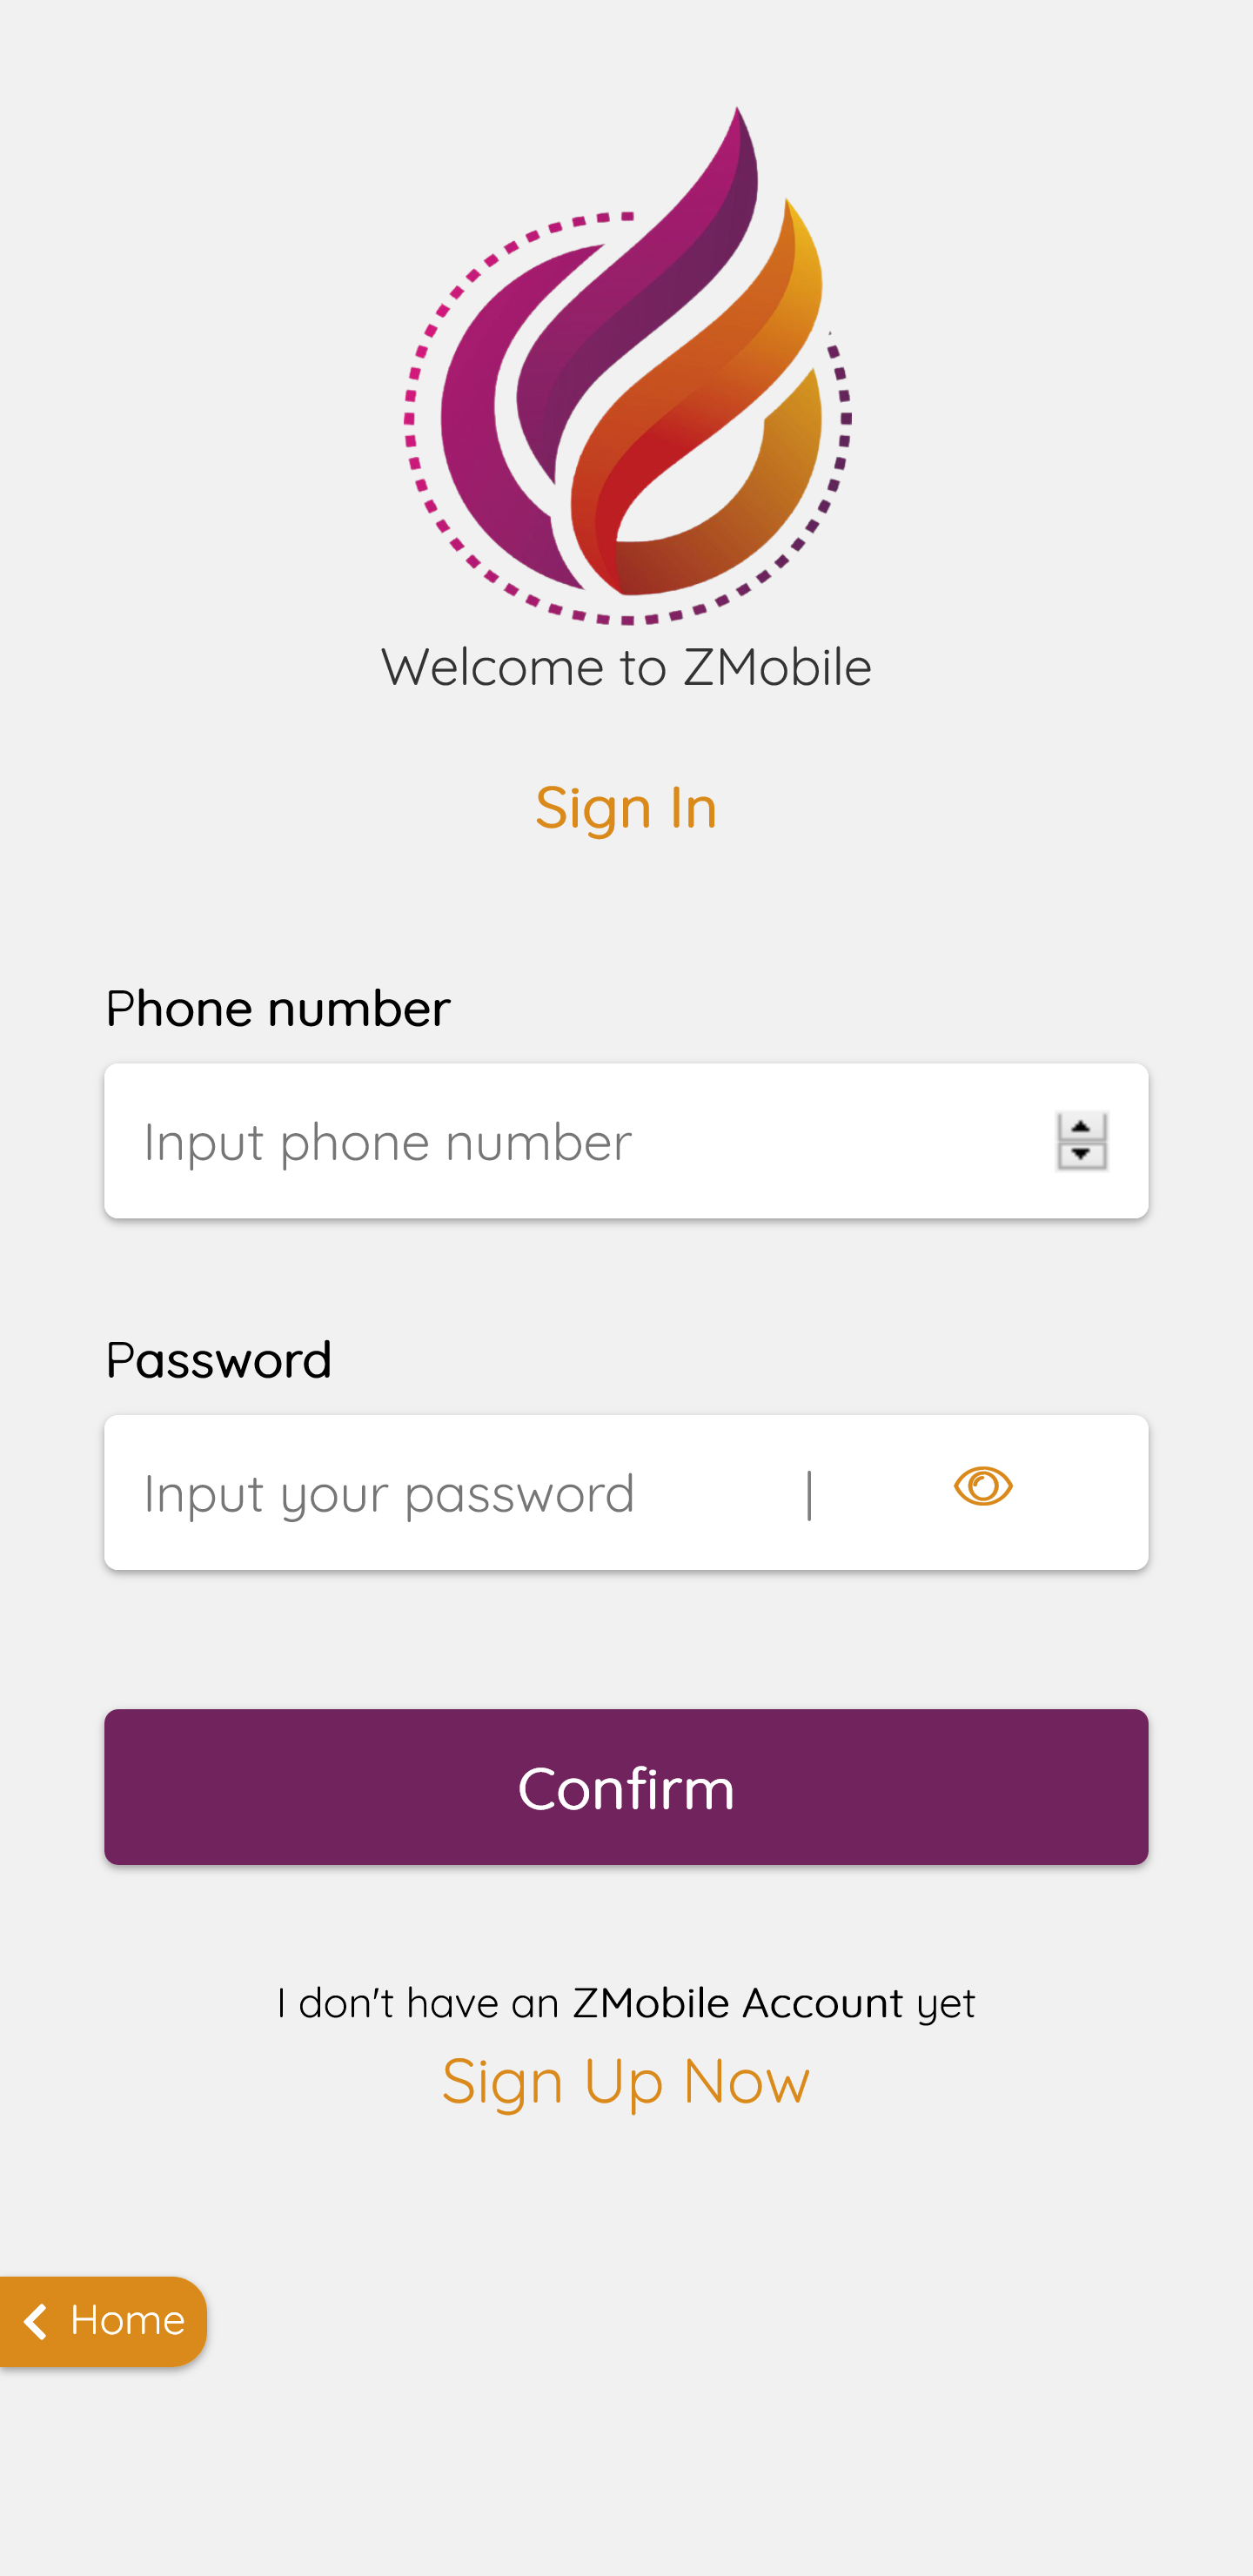 Welcome to ZMobile
Sign In
Phone number
Input phone number
Password
Input your password |
Confirm
I don't have an ZMobile Account yet
Sign Up Now
Home